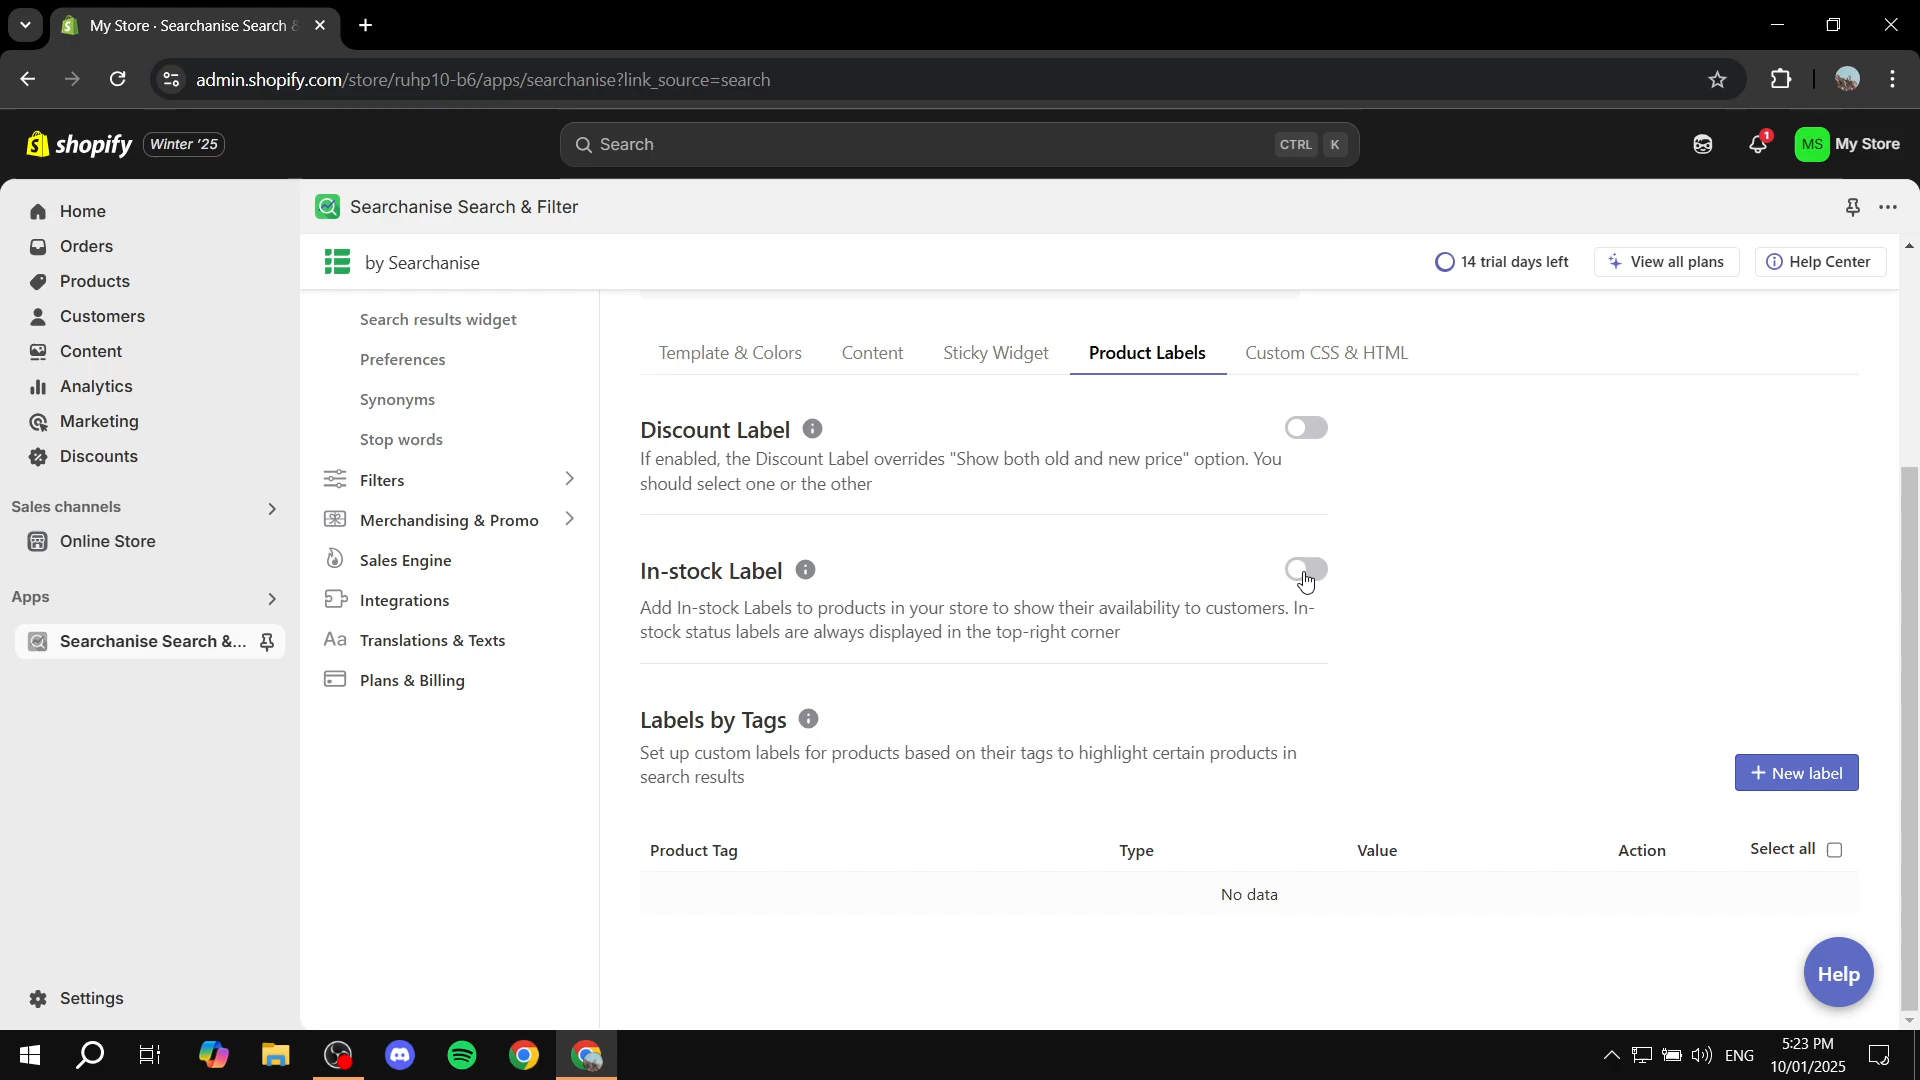 My Store · Searchanise Search &
admin.shopify.com/store/ruhp10-b6/apps/searchanise?link_source=search
shopify Winter '25
Search CTRL K
1
MS My Store
Home
Orders
Products
Customers
Content
Analytics
Marketing
Discounts
Sales channels
Online Store
Apps
Searchanise Search &...
Settings
Searchanise Search & Filter
by Searchanise
14 trial days left
View all plans
Help Center
Search results widget
Preferences
Synonyms
Stop words
Filters
Merchandising & Promo
Sales Engine
Integrations
Aa Translations & Texts
Plans & Billing
Template & Colors Content Sticky Widget Product Labels Custom CSS & HTML
Discount Label
If enabled, the Discount Label overrides "Show both old and new price" option. You
should select one or the other
In-stock Label
Add In-stock Labels to products in your store to show their availability to customers. In-
stock status labels are always displayed in the top-right corner
Labels by Tags
Set up custom labels for products based on their tags to highlight certain products in
search results
+ New label
Product Tag Type Value Action Select all
No data
Help
ENG
5:23 PM
10/01/2025